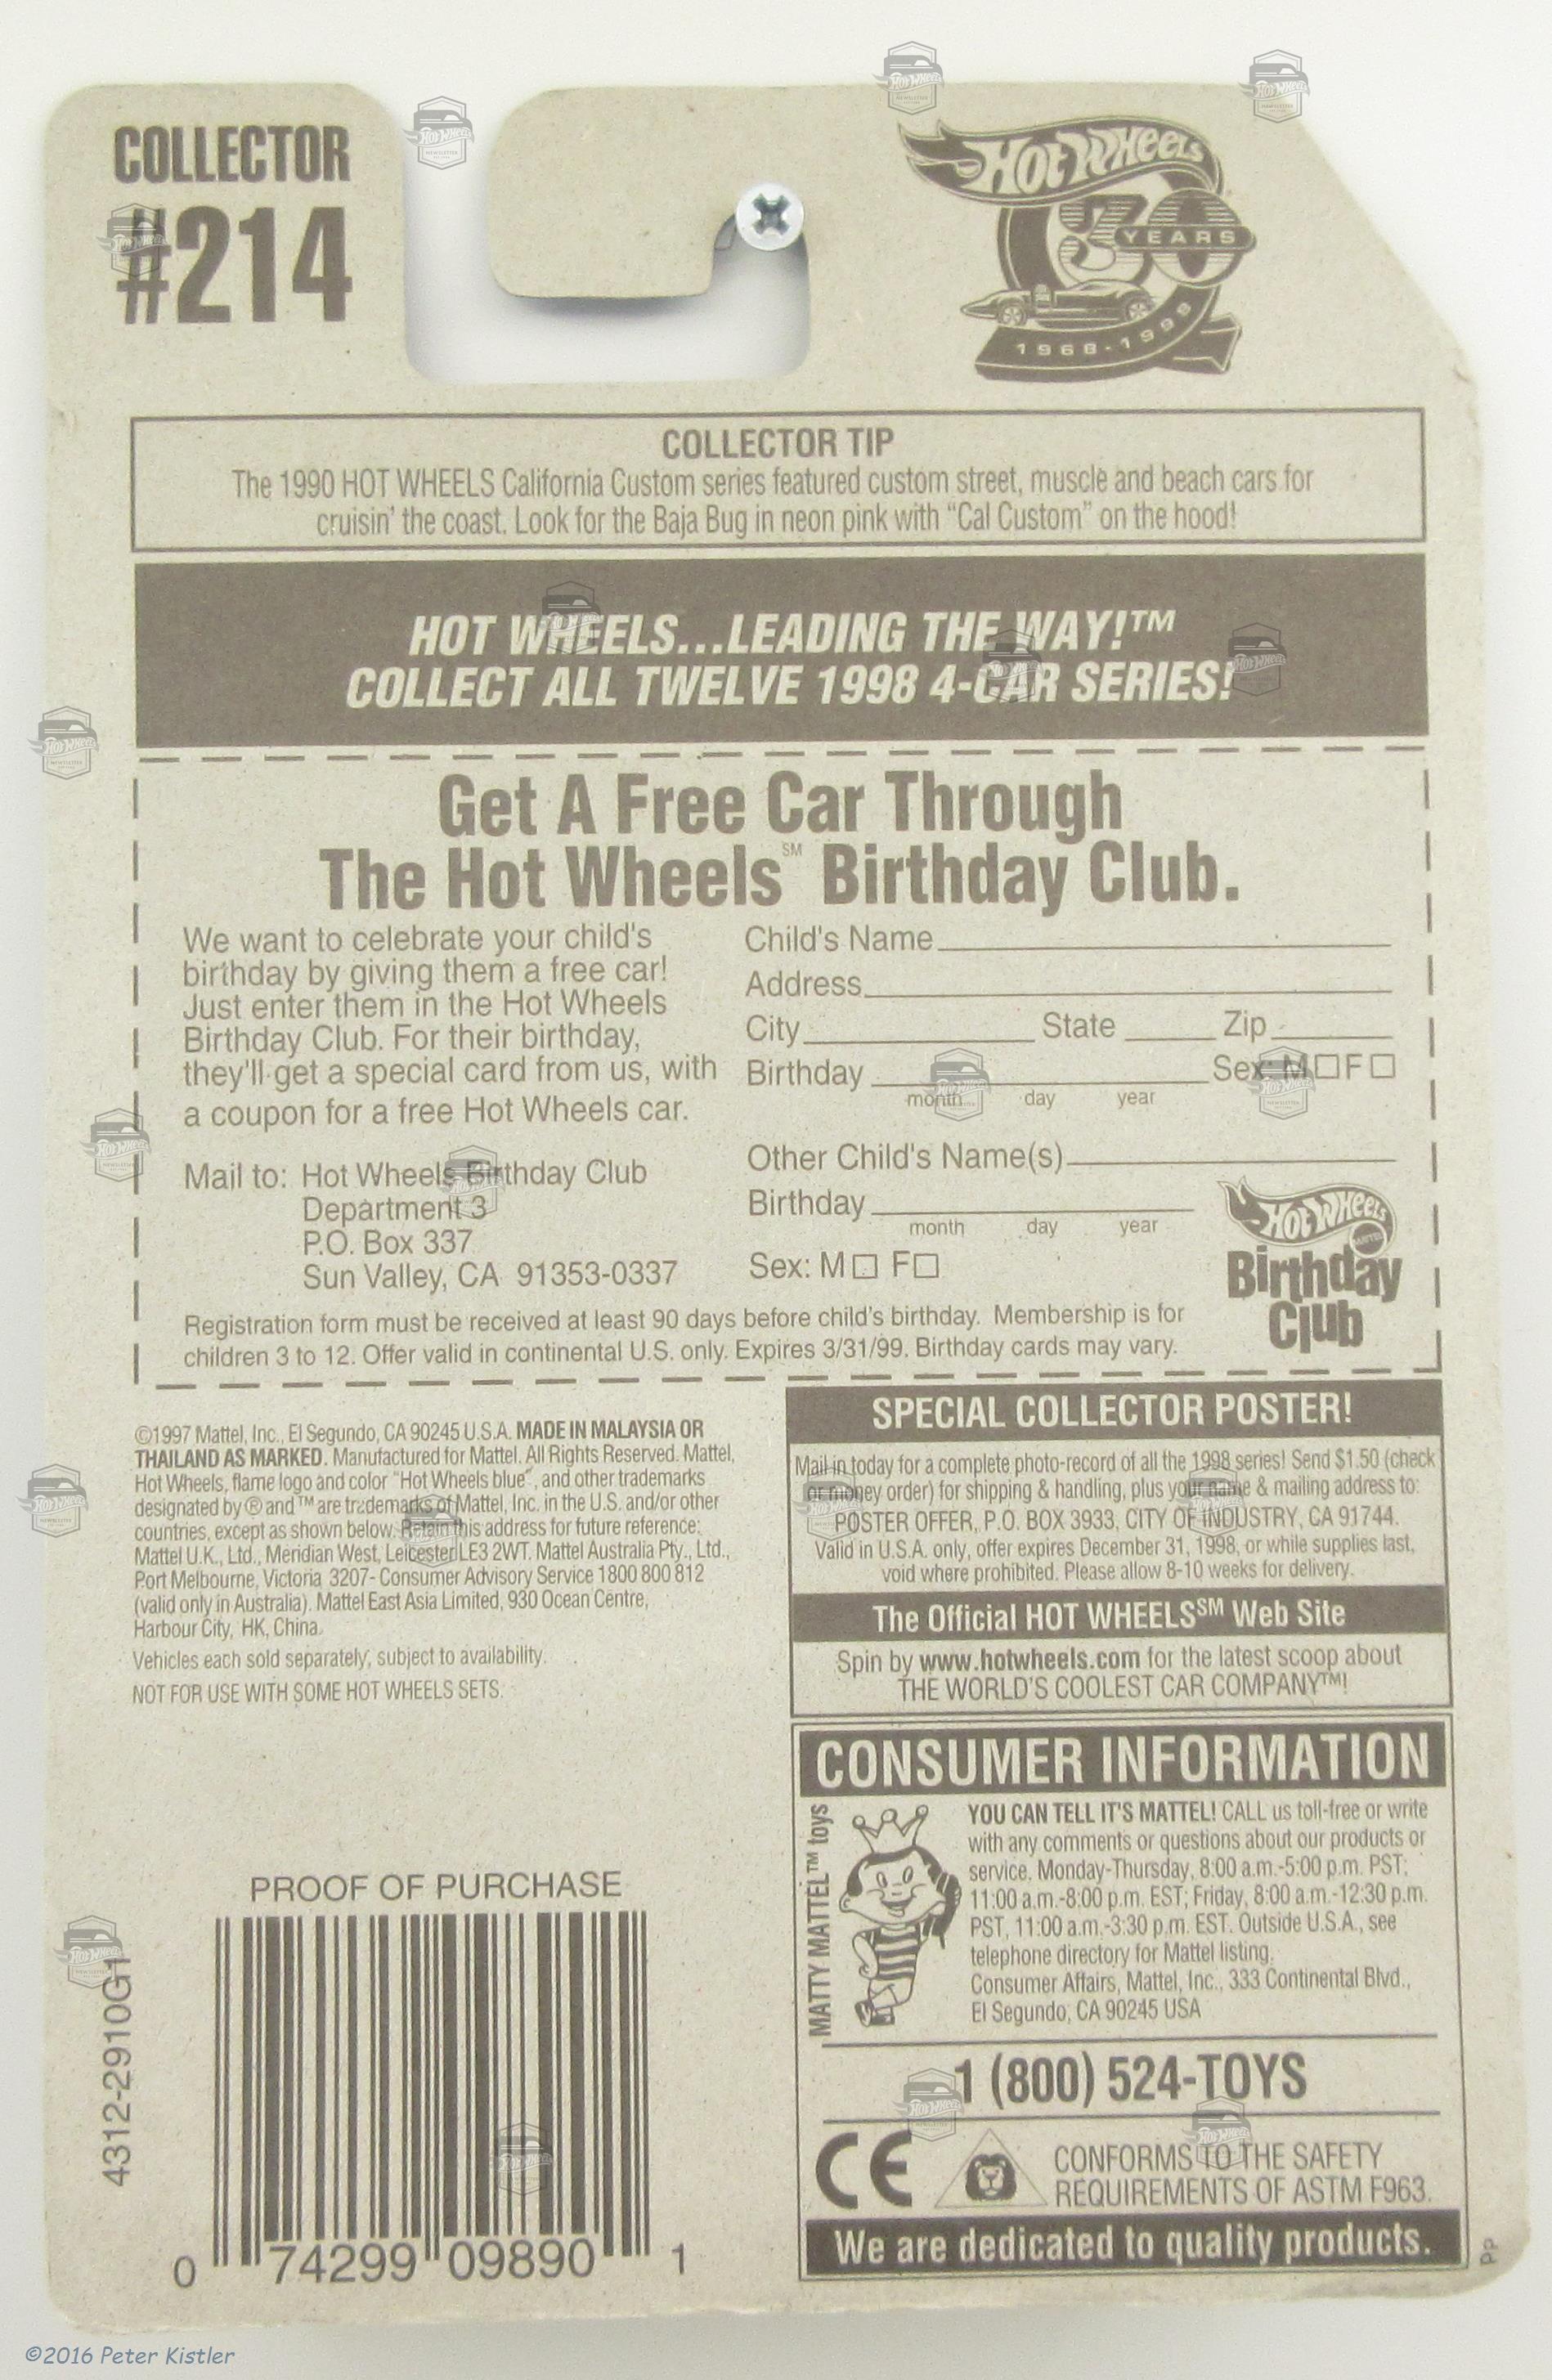 COLLECTOR
#214
HOT WHEELS
30
YEARS
1968-1998
COLLECTOR TIP
The 1990 HOT WHEELS California Custom series featured custom street, muscle and beach cars for
cruisin' the coast. Look for the Baja Bug in neon pink with "Cal Custom" on the hood!
HOT WHEELS...LEADING THE WAY!™
COLLECT ALL TWELVE 1998 4-CAR SERIES!
Get A Free Car Through
The Hot Wheels℠ Birthday Club.
We want to celebrate your child's
birthday by giving them a free car!
Just enter them in the Hot Wheels
Birthday Club. For their birthday,
they'll get a special card from us, with
a coupon for a free Hot Wheels car.
Mail to: Hot Wheels Birthday Club
Department 3
P.O. Box 337
Sun Valley, CA 91353-0337
Child's Name
Address
City State Zip
Birthday Sex: M□ F□
month day year
Other Child's Name(s)
Birthday
month day year
Sex: M□ F□
Hot Wheels
MATTEL
Birthday
Club
Registration form must be received at least 90 days before child's birthday. Membership is for
children 3 to 12. Offer valid in continental U.S. only. Expires 3/31/99. Birthday cards may vary.
©1997 Mattel, Inc., El Segundo, CA 90245 U.S.A. MADE IN MALAYSIA OR
THAILAND AS MARKED. Manufactured for Mattel. All Rights Reserved. Mattel,
Hot Wheels, flame logo and color "Hot Wheels blue", and other trademarks
designated by ® and ™ are trademarks of Mattel, Inc. in the U.S. and/or other
countries, except as shown below. Retain this address for future reference:
Mattel U.K., Ltd., Meridian West, Leicester LE3 2WT. Mattel Australia Pty., Ltd.,
Port Melbourne, Victoria 3207- Consumer Advisory Service 1800 800 812
(valid only in Australia). Mattel East Asia Limited, 930 Ocean Centre,
Harbour City, HK, China.
Vehicles each sold separately, subject to availability.
NOT FOR USE WITH SOME HOT WHEELS SETS.
SPECIAL COLLECTOR POSTER!
Mail in today for a complete photo-record of all the 1998 series! Send $1.50 (check
or money order) for shipping & handling, plus your name & mailing address to:
POSTER OFFER, P.O. BOX 3933, CITY OF INDUSTRY, CA 91744.
Valid in U.S.A. only, offer expires December 31, 1998, or while supplies last,
void where prohibited. Please allow 8-10 weeks for delivery.
The Official HOT WHEELS℠ Web Site
Spin by www.hotwheels.com for the latest scoop about
THE WORLD'S COOLEST CAR COMPANY™!
CONSUMER INFORMATION
MATTY MATTEL™ toys
YOU CAN TELL IT'S MATTEL! CALL us toll-free or write
with any comments or questions about our products or
service. Monday-Thursday, 8:00 a.m.-5:00 p.m. PST;
11:00 a.m.-8:00 p.m. EST; Friday, 8:00 a.m.-12:30 p.m.
PST, 11:00 a.m.-3:30 p.m. EST. Outside U.S.A., see
telephone directory for Mattel listing.
Consumer Affairs, Mattel, Inc., 333 Continental Blvd.,
El Segundo, CA 90245 USA
1 (800) 524-TOYS
CE
CONFORMS TO THE SAFETY
REQUIREMENTS OF ASTM F963.
We are dedicated to quality products.
PP
PROOF OF PURCHASE
4312-2910G1
0 74299 09890 1
©2016 Peter Kistler